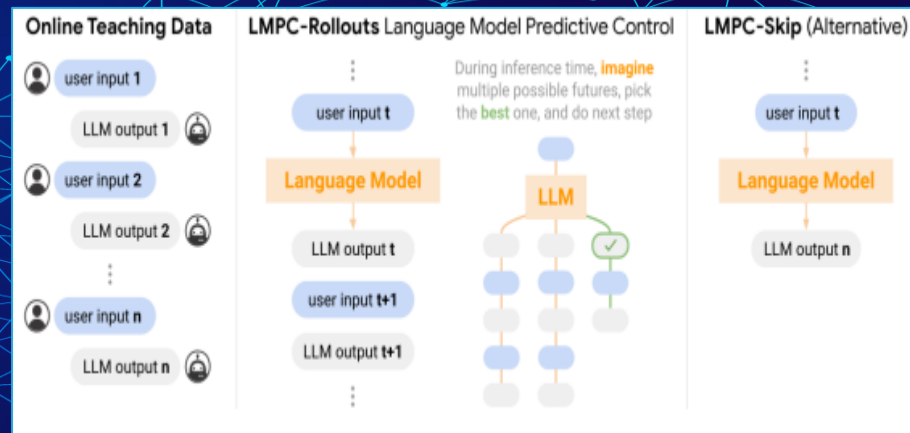 Online Teaching Data
user input 1
LLM output 1
user input 2
LLM output 2
user input n
LLM output n
LMPC-Rollouts Language Model Predictive Control
user input t
Language Model
LLM output t
user input t+1
LLM output t+1
During inference time, imagine
multiple possible futures, pick
the best one, and do next step
LLM
LMPC-Skip (Alternative)
user input t
Language Model
LLM output n